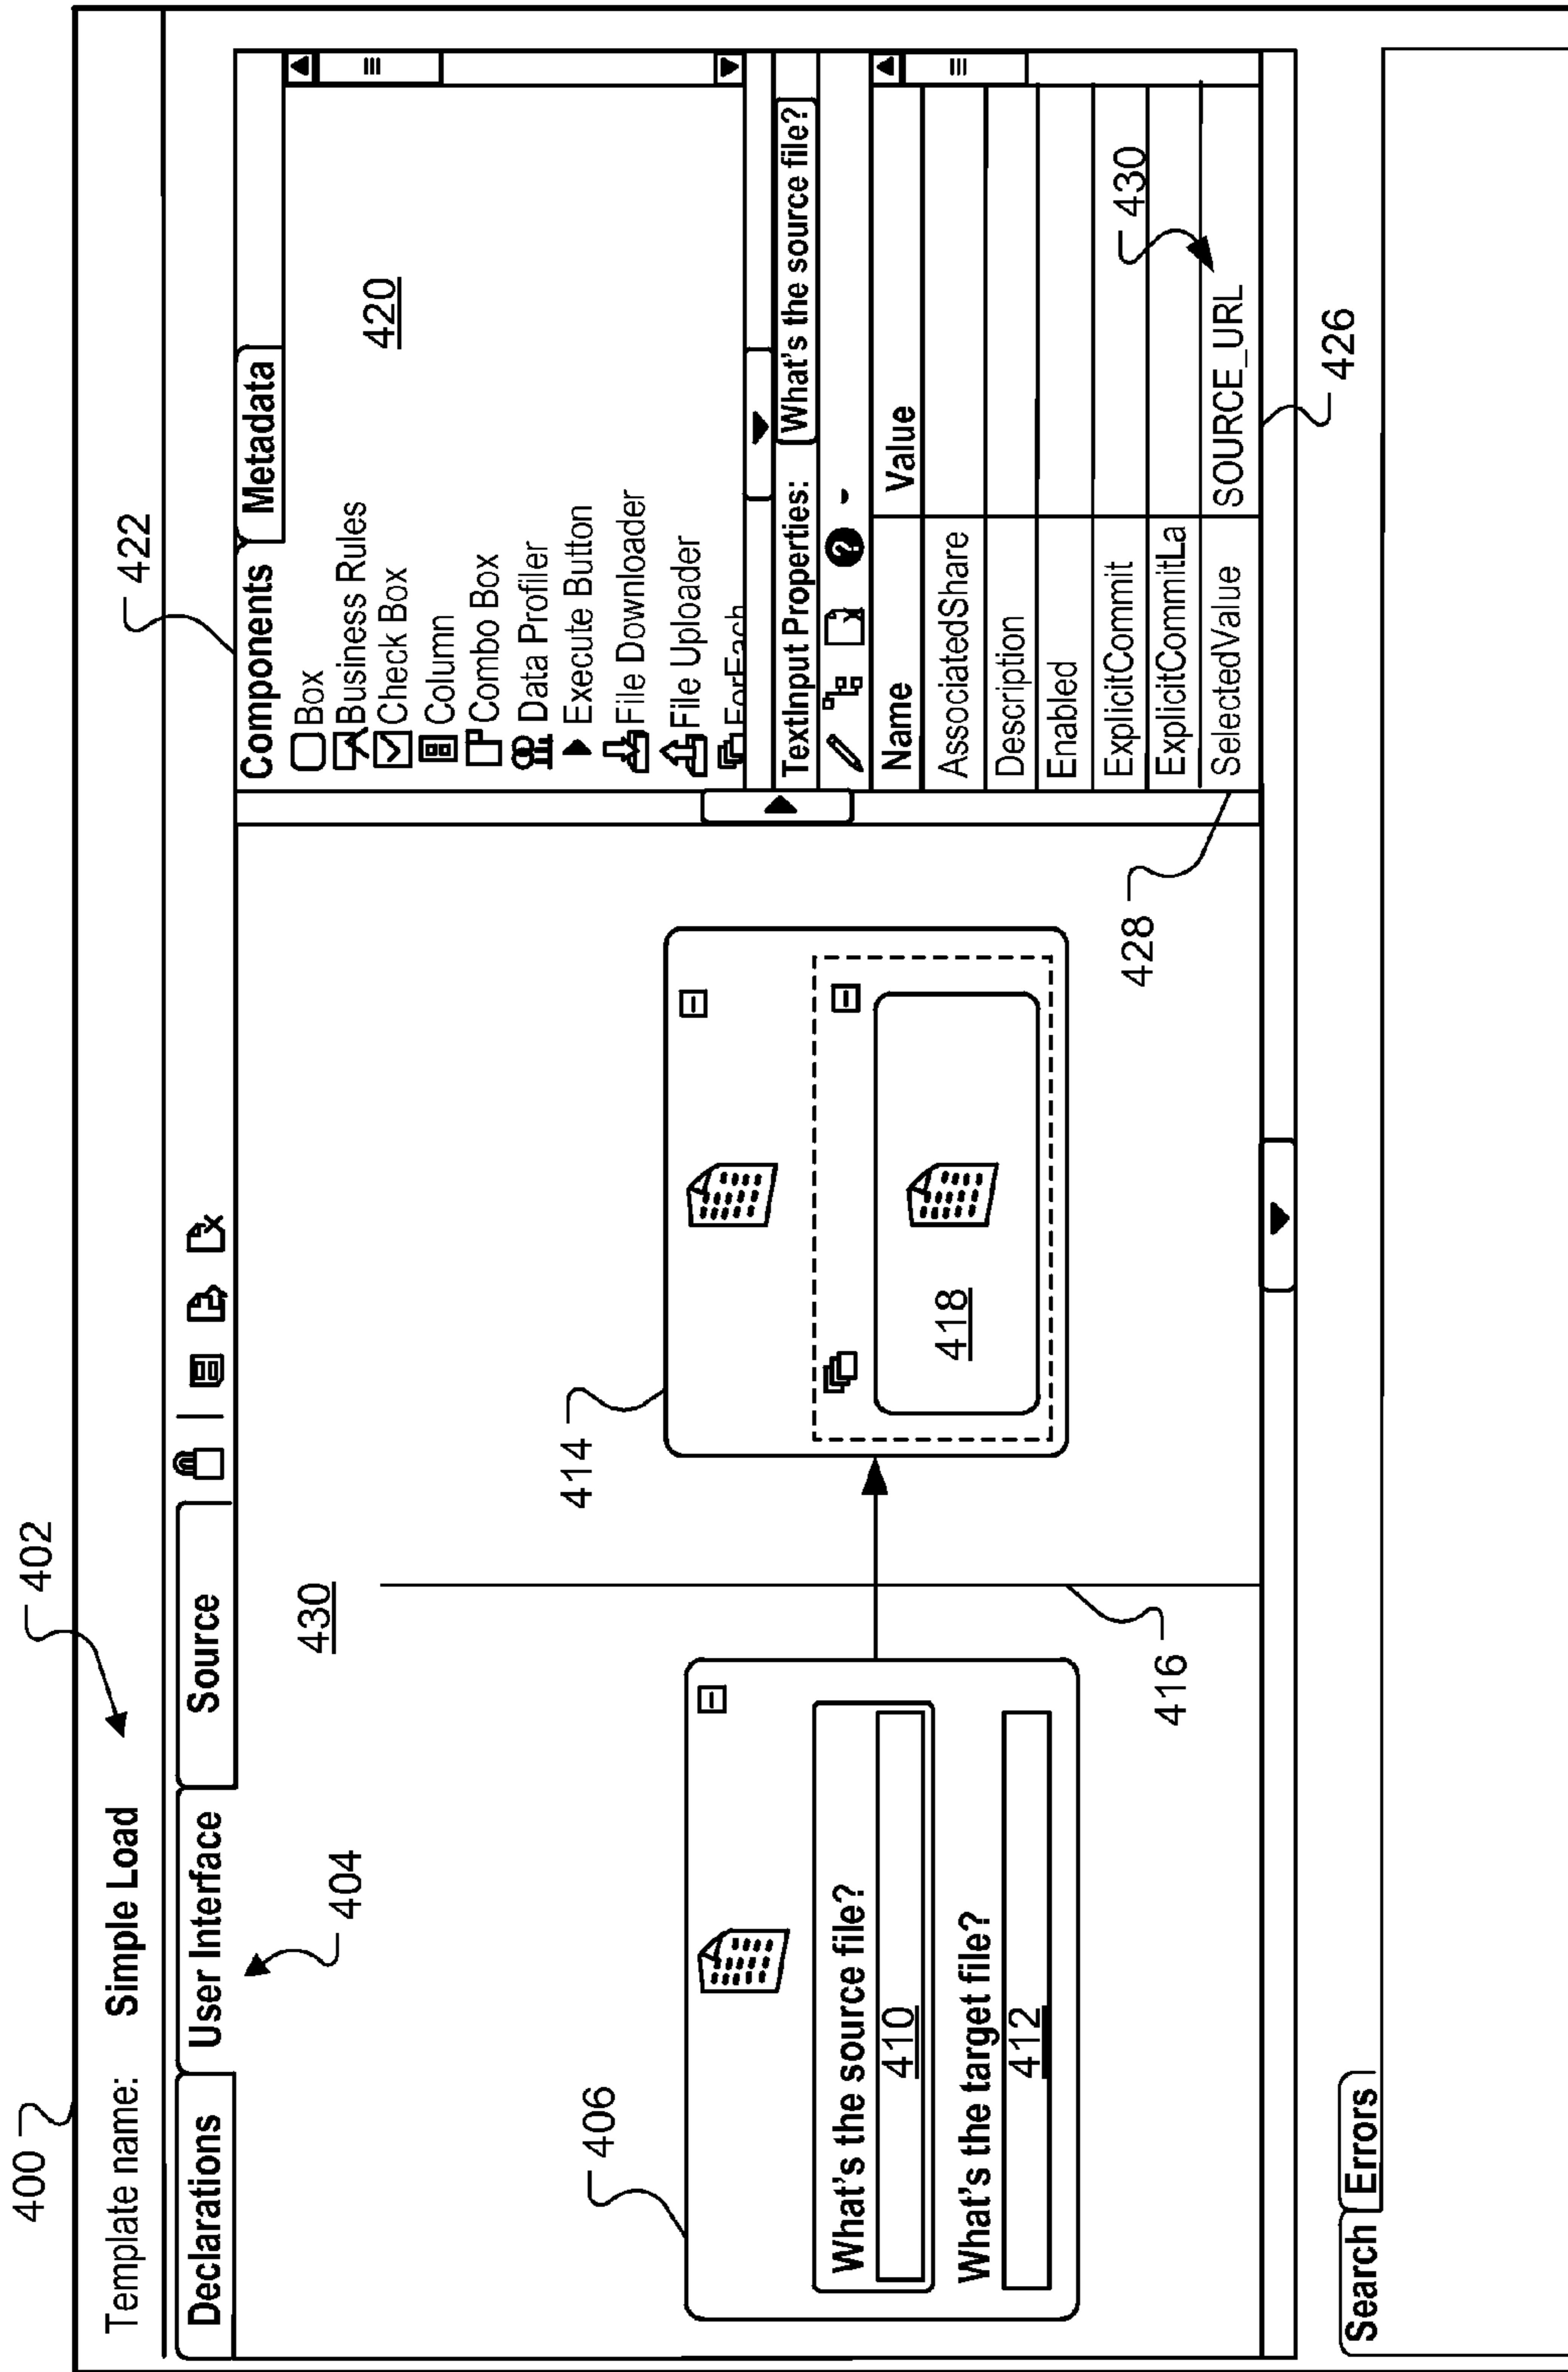 400
402
Template name: Simple Load
Declarations
User Interface
Source
404
430
406
What's the source file?
410
What's the target file?
412
414
416
418
422
Components
Metadata
Box
Business Rules
Check Box
Column
Combo Box
Data Profiler
Execute Button
File Downloader
File Uploader
ForEach
420
TextInput Properties: What's the source file?
?
Name Value
AssociatedShare
Description
Enabled
ExplicitCommit
ExplicitCommitLa
SelectedValue SOURCE_URL
430
428
426
Search
Errors